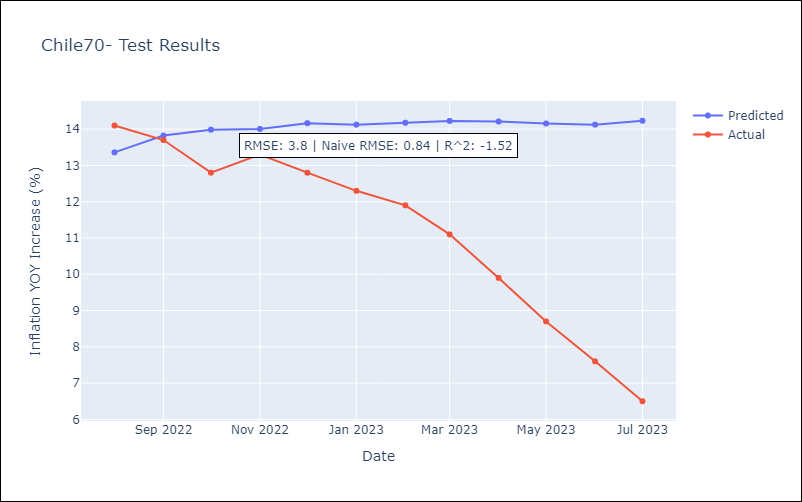 Chile70- Test Results
Predicted
Actual
RMSE: 3.8 | Naive RMSE: 0.84 | R^2: -1.52
Inflation YOY Increase (%)
14
13
12
11
10
9
8
7
6
Sep 2022 Nov 2022 Jan 2023 Mar 2023 May 2023 Jul 2023
Date